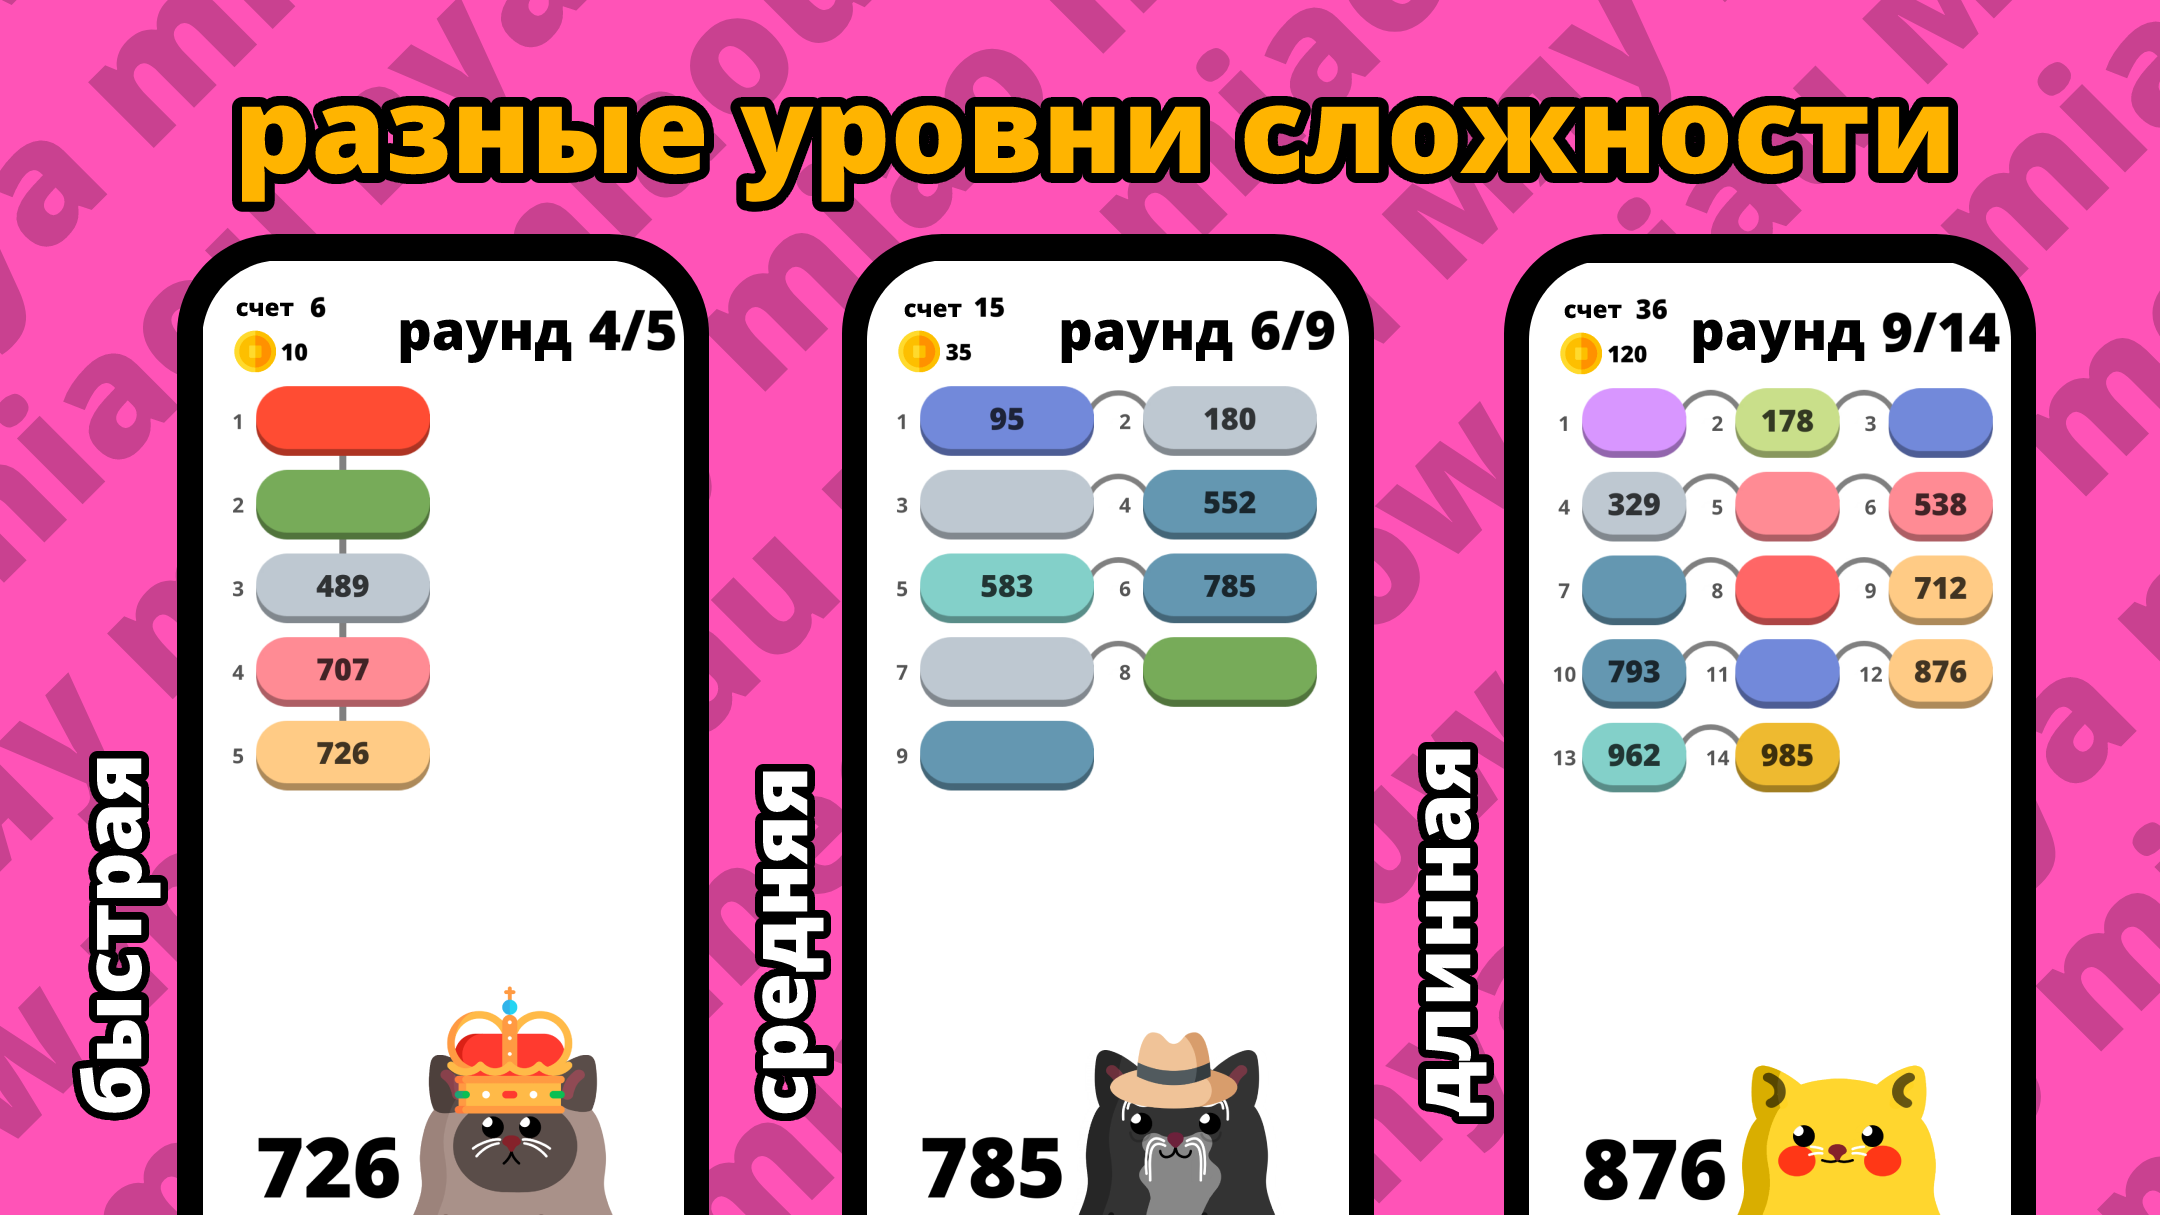 разные уровни сложности
быстрая
счет 6
10
раунд 4/5
1
2
3 489
4 707
5 726
726
средняя
счет 15
35
раунд 6/9
1 95 2 180
3 4 552
5 583 6 785
7 8
9
785
длинная
счет 36
120
раунд 9/14
1 2 178 3
4 329 5 6 538
7 8 9 712
10 793 11 12 876
13 962 14 985
876